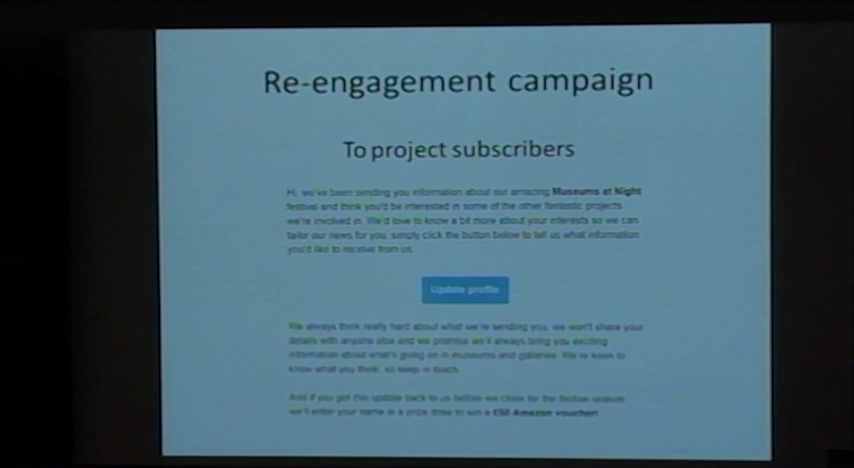 Re-engagement campaign
To project subscribers
Hi, we've been sending you information about our amazing Museums at Night
festival and think you'd be interested in some of the other fantastic projects
we're involved in. We'd love to know a bit more about your interests so we can
tailor our news for you, simply click the button below to tell us what information
you'd like to receive from us.
Update profile
We always think really hard about what we're sending you, we won't share your
details with anyone else and we promise we'll always bring you exciting
information about what's going on in museums and galleries. We're keen to
know what you think, so keep in touch.
And if you get this update back to us before we close for the festive season
we'll enter your name in a prize draw to win a £50 Amazon voucher!